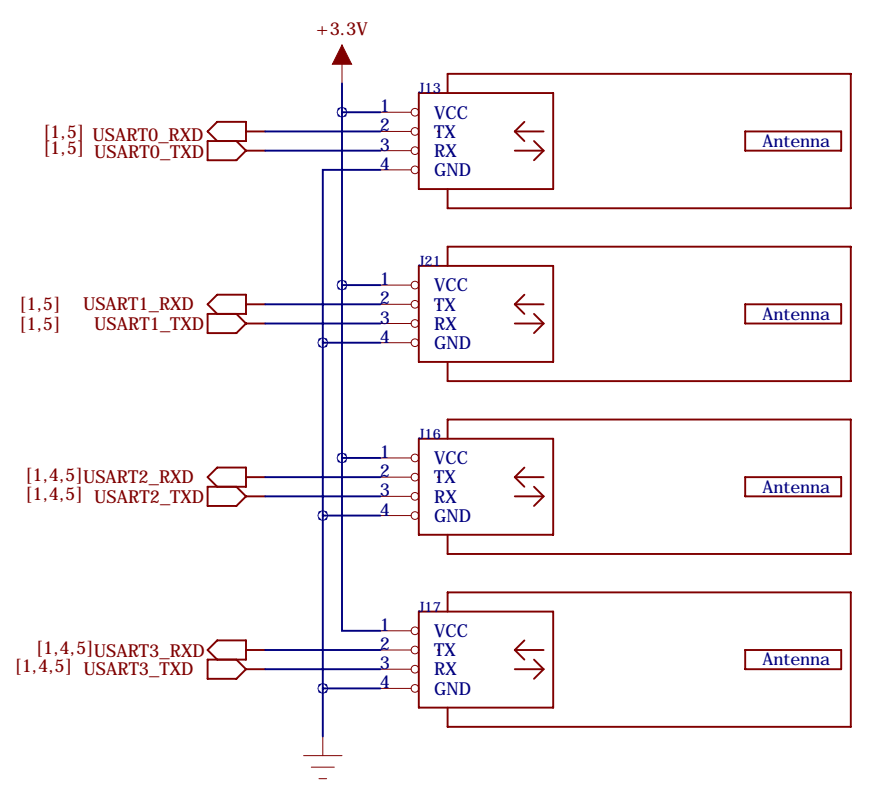 +3.3V
J13
1 VCC
[1,5] USART0_RXD 2 TX Antenna
[1,5] USART0_TXD 3 RX
4 GND
J21
1 VCC
[1,5] USART1_RXD 2 TX Antenna
[1,5] USART1_TXD 3 RX
4 GND
J16
1 VCC
[1,4,5]USART2_RXD 2 TX Antenna
[1,4,5] USART2_TXD 3 RX
4 GND
J17
1 VCC
[1,4,5]USART3_RXD 2 TX Antenna
[1,4,5] USART3_TXD 3 RX
4 GND